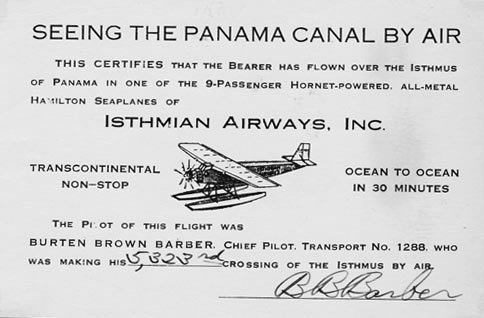 SEEING THE PANAMA CANAL BY AIR
THIS CERTIFIES THAT THE BEARER HAS FLOWN OVER THE ISTHMUS
OF PANAMA IN ONE OF THE 9-PASSENGER HORNET-POWERED, ALL-METAL
HAMILTON SEAPLANES OF
ISTHMIAN AIRWAYS, INC.
TRANSCONTINENTAL
NON-STOP
OCEAN TO OCEAN
IN 30 MINUTES
THE PILOT OF THIS FLIGHT WAS
BURTEN BROWN BARBER, CHIEF PILOT, TRANSPORT NO. 1288, WHO
WAS MAKING HIS 5,323rd CROSSING OF THE ISTHMUS BY AIR.
B B Barber